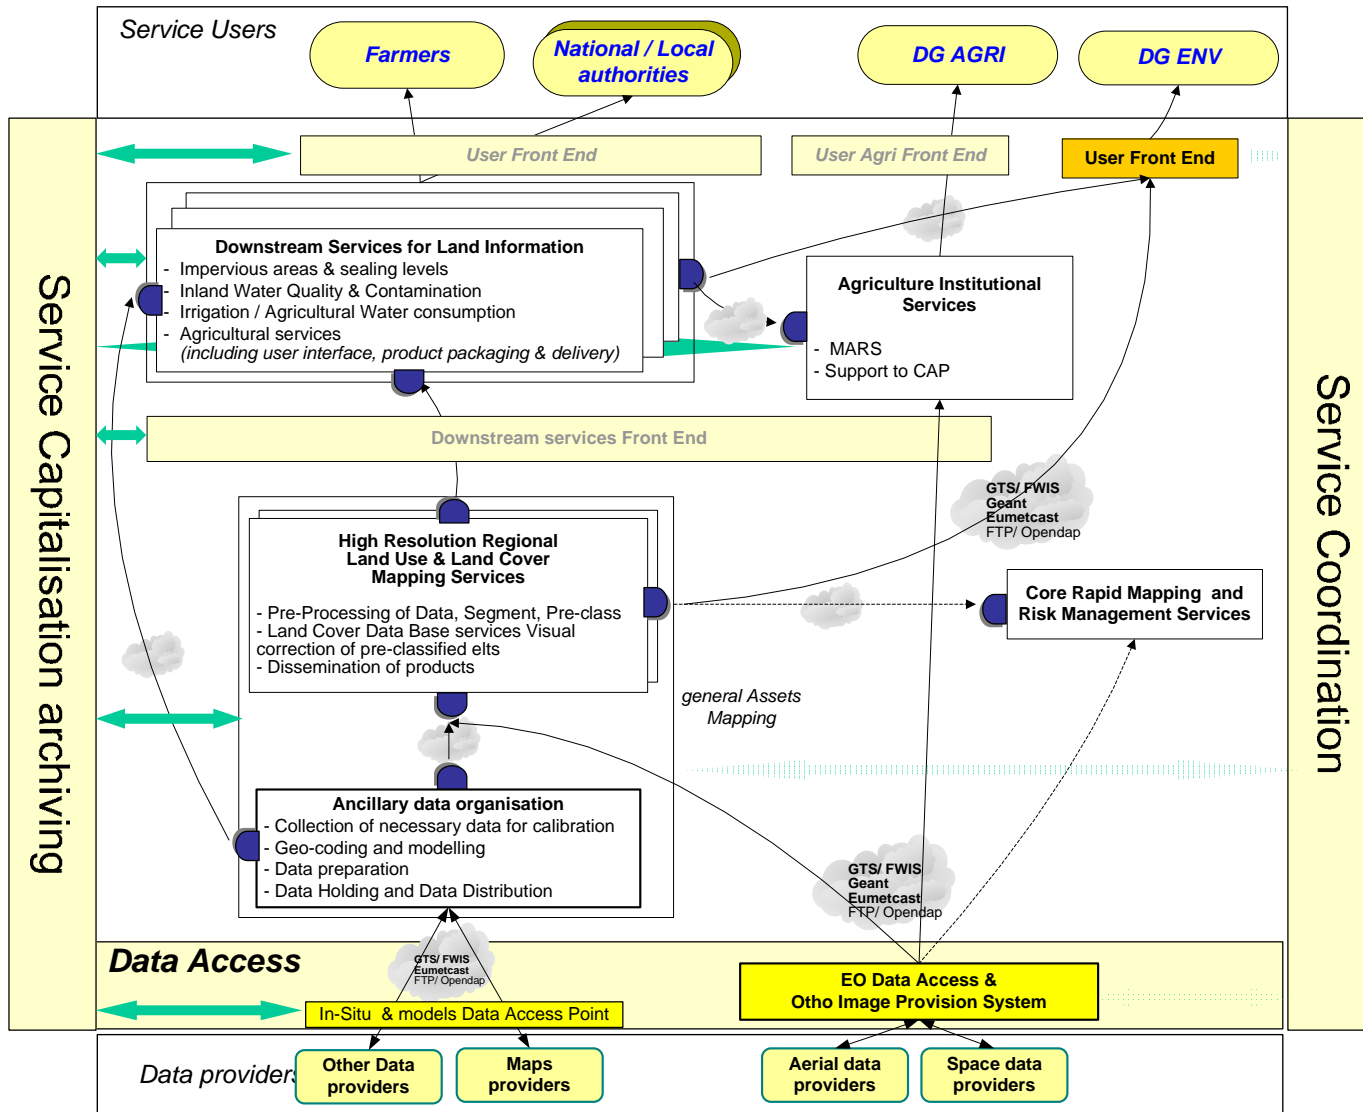 Service Users
Farmers
National / Local
authorities
DG AGRI
DG ENV
User Front End
User Agri Front End
User Front End
Service Capitalisation archiving
Service Coordination
Downstream Services for Land Information
- Impervious areas & sealing levels
- Inland Water Quality & Contamination
- Irrigation / Agricultural Water consumption
- Agricultural services
(including user interface, product packaging & delivery)
Agriculture Institutional
Services
- MARS
- Support to CAP
Downstream services Front End
GTS/ FWIS
Geant
Eumetcast
FTP/ Opendap
High Resolution Regional
Land Use & Land Cover
Mapping Services
- Pre-Processing of Data, Segment, Pre-class
- Land Cover Data Base services Visual
correction of pre-classified elts
- Dissemination of products
Core Rapid Mapping and
Risk Management Services
general Assets
Mapping
Ancillary data organisation
- Collection of necessary data for calibration
- Geo-coding and modelling
- Data preparation
- Data Holding and Data Distribution
GTS/ FWIS
Geant
Eumetcast
FTP/ Opendap
Data Access
GTS/ FWIS
Eumetcast
FTP/ Opendap
In-Situ & models Data Access Point
EO Data Access &
Otho Image Provision System
Data providers
Other Data
providers
Maps
providers
Aerial data
providers
Space data
providers